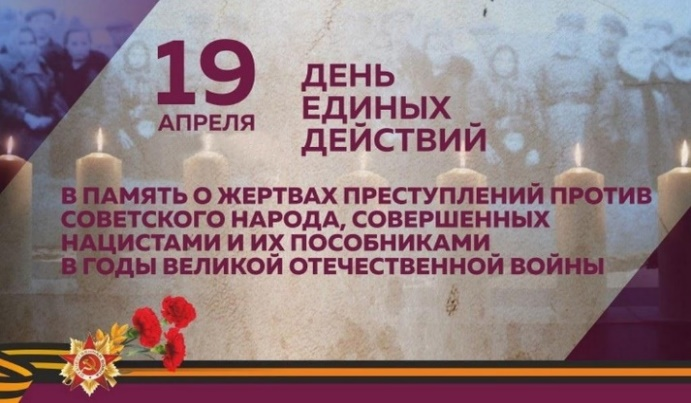 19
АПРЕЛЯ
ДЕНЬ
ЕДИНЫХ
ДЕЙСТВИЙ
В ПАМЯТЬ О ЖЕРТВАХ ПРЕСТУПЛЕНИЙ ПРОТИВ
СОВЕТСКОГО НАРОДА, СОВЕРШЕННЫХ
НАЦИСТАМИ И ИХ ПОСОБНИКАМИ
В ГОДЫ ВЕЛИКОЙ ОТЕЧЕСТВЕННОЙ ВОЙНЫ